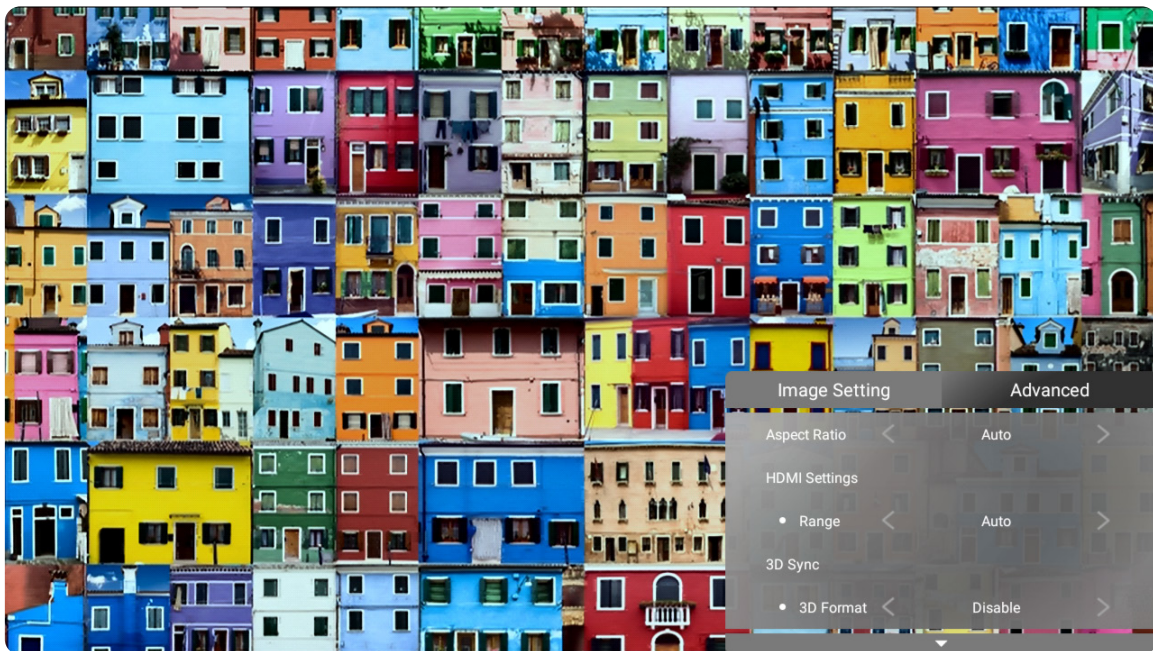 Image Setting Advanced
Aspect Ratio Auto
HDMI Settings
Range Auto
3D Sync
3D Format Disable